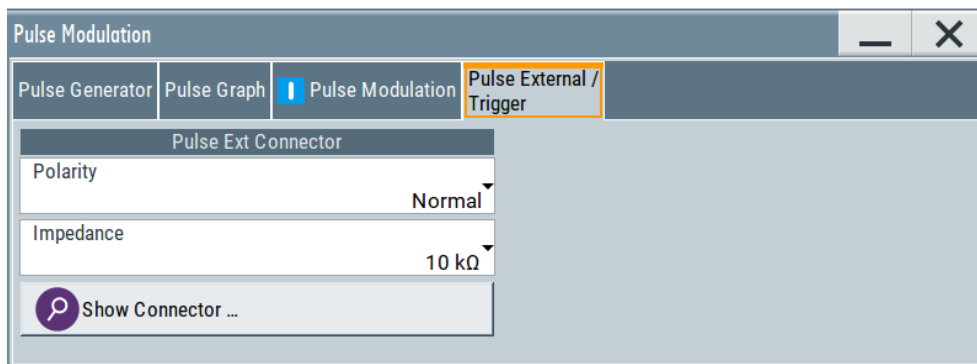 Pulse Modulation
Pulse Generator
Pulse Graph
Pulse Modulation
Pulse External /
Trigger
Pulse Ext Connector
Polarity
Normal
Impedance
10 kΩ
Show Connector ...